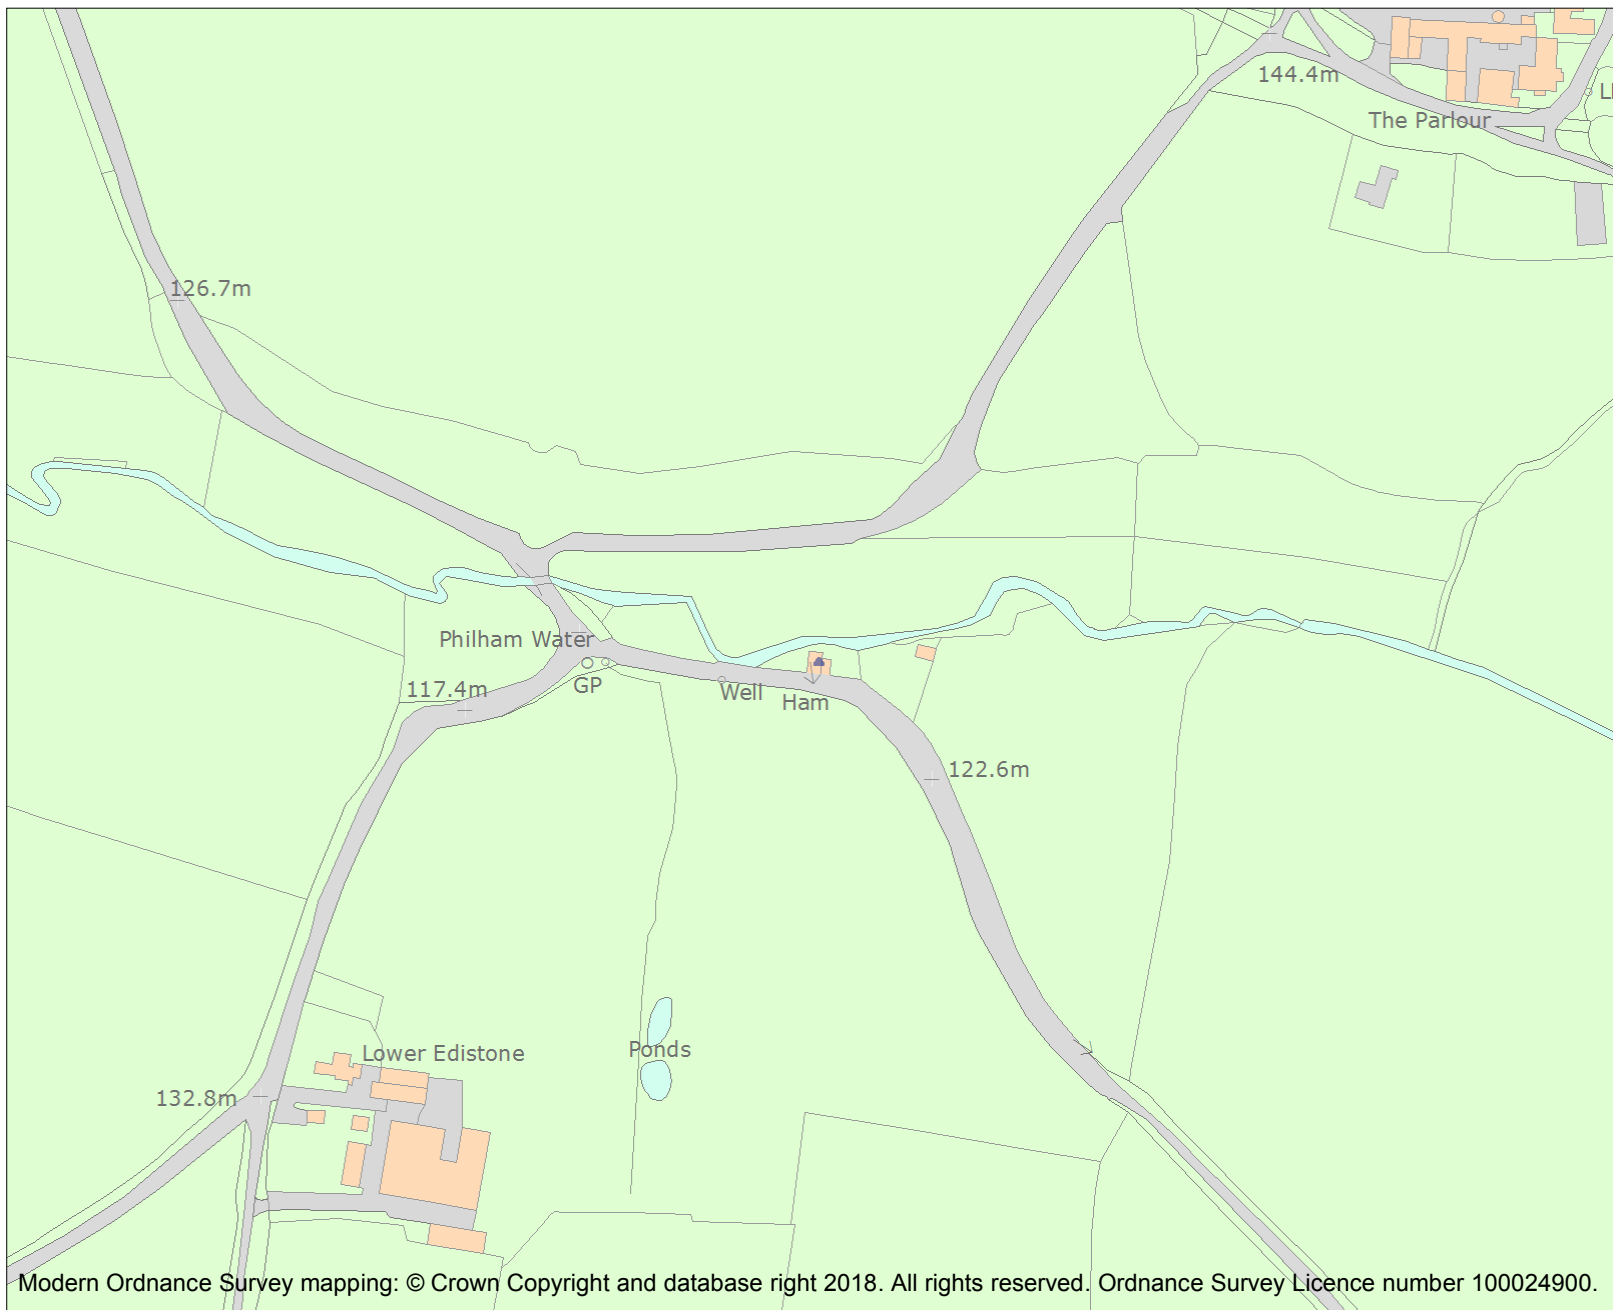 144.4m
The Parlour
126.7m
Philham Water
117.4m
GP
Well
Ham
122.6m
Lower Edistone
Ponds
132.8m
Modern Ordnance Survey mapping: © Crown Copyright and database right 2018. All rights reserved. Ordnance Survey Licence number 100024900.